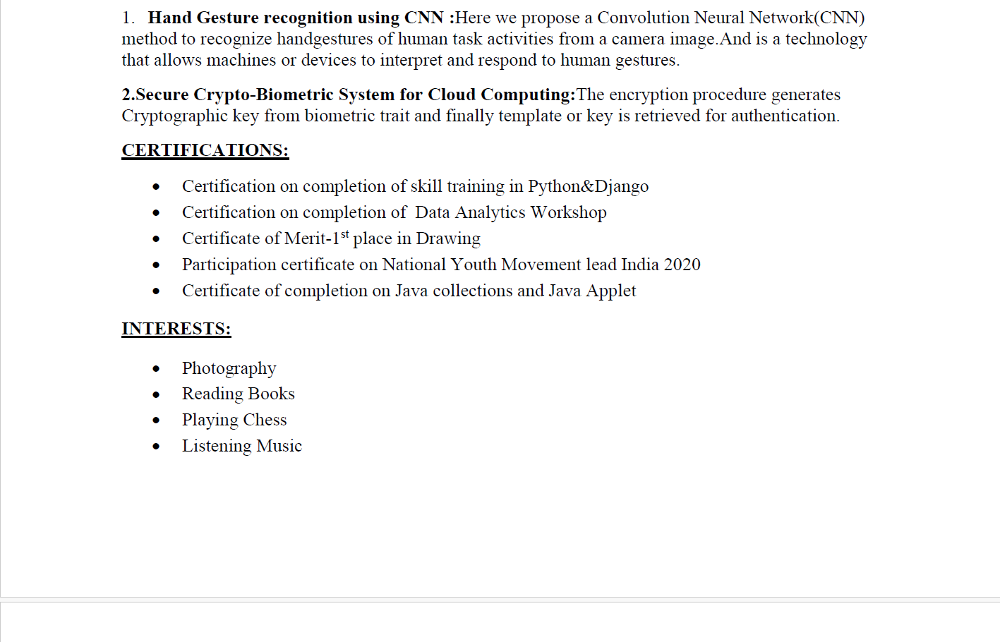 1. Hand Gesture recognition using CNN :Here we propose a Convolution Neural Network(CNN)
method to recognize handgestures of human task activities from a camera image.And is a technology
that allows machines or devices to interpret and respond to human gestures.
2.Secure Crypto-Biometric System for Cloud Computing:The encryption procedure generates
Cryptographic key from biometric trait and finally template or key is retrieved for authentication.
CERTIFICATIONS:
• Certification on completion of skill training in Python&Django
• Certification on completion of  Data Analytics Workshop
• Certificate of Merit-1st place in Drawing
• Participation certificate on National Youth Movement lead India 2020
• Certificate of completion on Java collections and Java Applet
INTERESTS:
• Photography
• Reading Books
• Playing Chess
• Listening Music